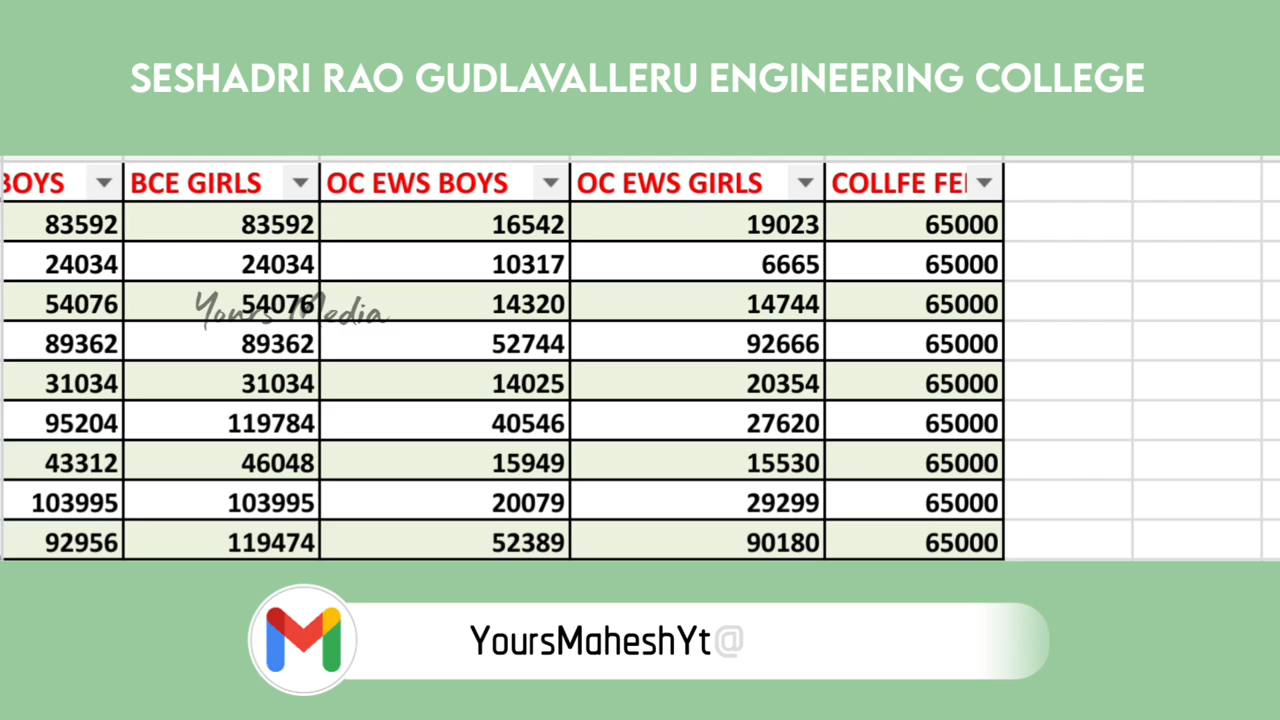 SESHADRI RAO GUDLAVALLERU ENGINEERING COLLEGE
BOYS BCE GIRLS OC EWS BOYS OC EWS GIRLS COLLFE FE
83592 83592 16542 19023 65000
24034 24034 10317 6665 65000
54076 54076 14320 14744 65000
Yours Media
89362 89362 52744 92666 65000
31034 31034 14025 20354 65000
95204 119784 40546 27620 65000
43312 46048 15949 15530 65000
103995 103995 20079 29299 65000
92956 119474 52389 90180 65000
YoursMaheshYt@